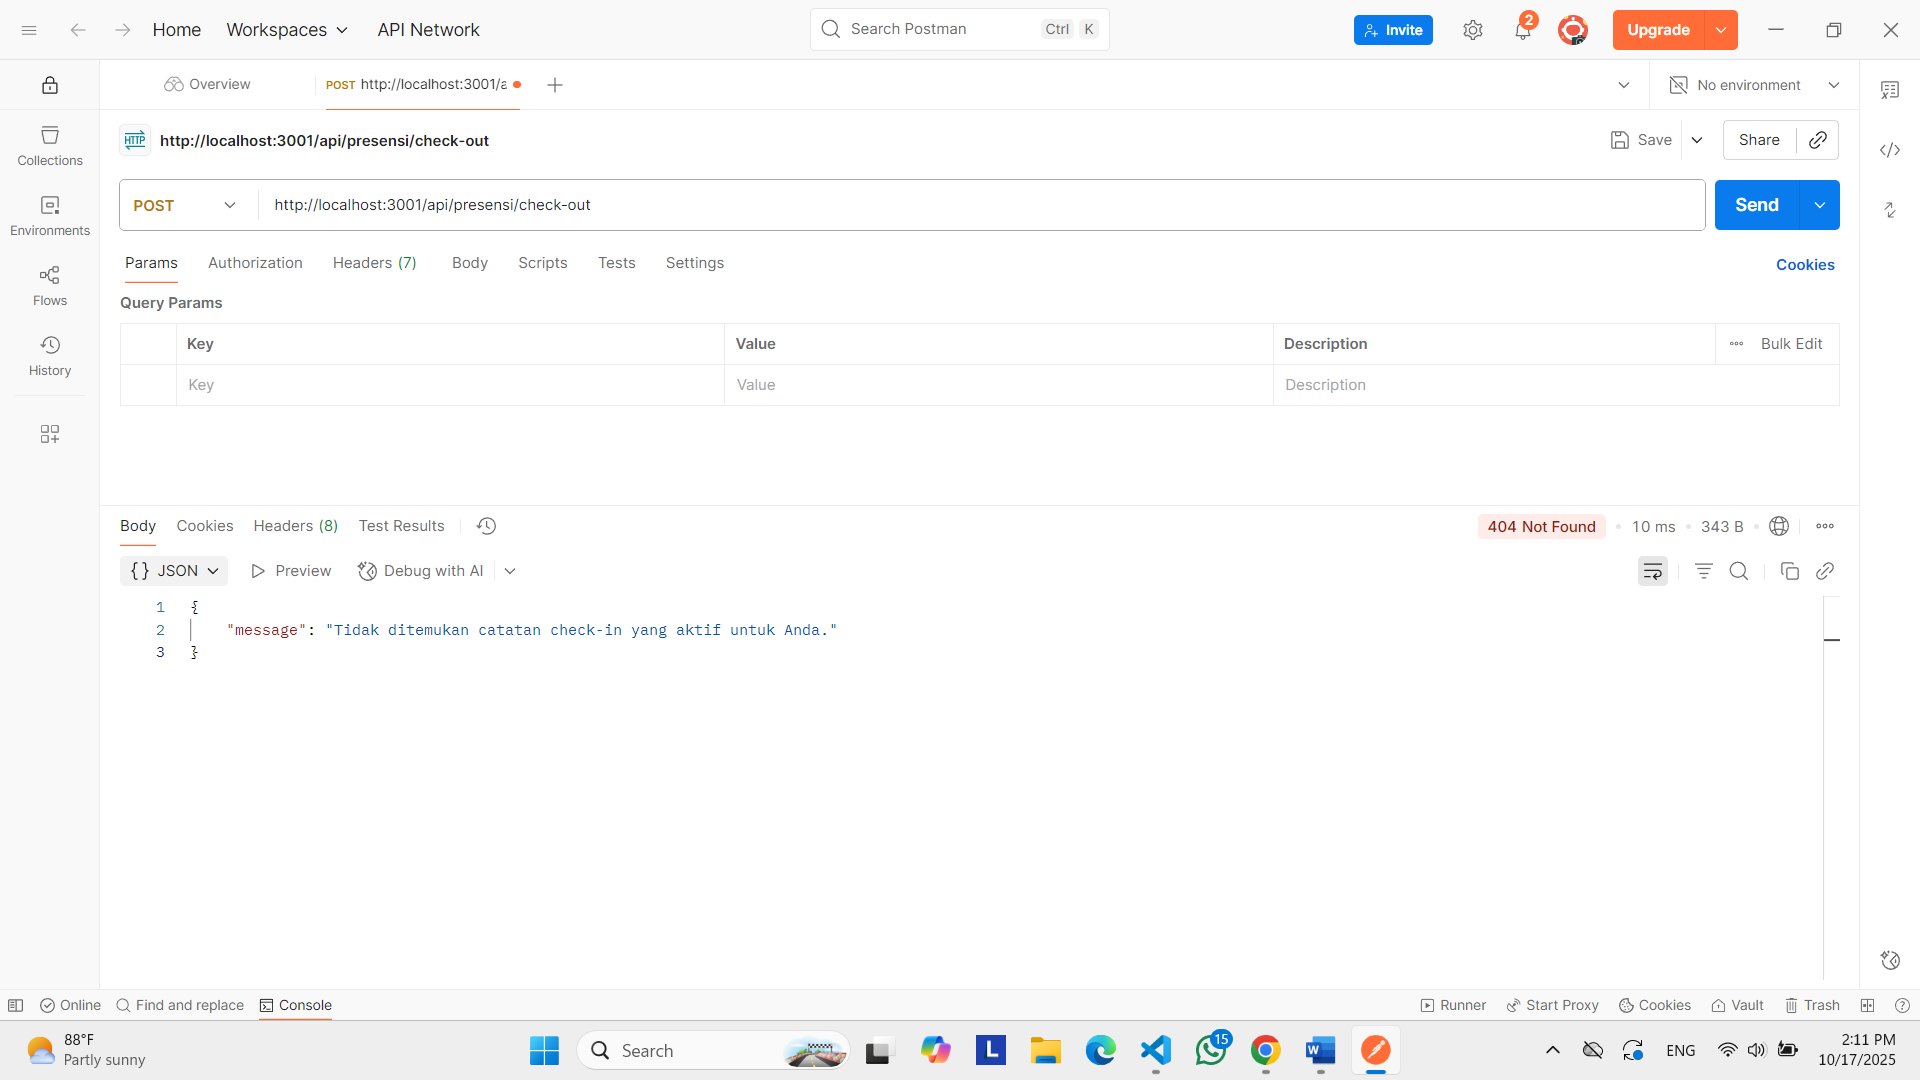 Home
Workspaces
API Network
Search Postman
Ctrl
K
Invite
2
Upgrade
Overview
POST http://localhost:3001/a
No environment
Collections
Environments
Flows
History
HTTP
http://localhost:3001/api/presensi/check-out
Save
Share
POST
http://localhost:3001/api/presensi/check-out
Send
Params
Authorization
Headers (7)
Body
Scripts
Tests
Settings
Cookies
Query Params
Key
Value
Description
Bulk Edit
Key
Value
Description
Body
Cookies
Headers (8)
Test Results
404 Not Found
10 ms
343 B
{} JSON
Preview
Debug with AI
1 {
2 "message": "Tidak ditemukan catatan check-in yang aktif untuk Anda."
3 }
Online
Find and replace
Console
Runner
Start Proxy
Cookies
Vault
Trash
88°F
Partly sunny
Search
L
15
W
ENG
2:11 PM
10/17/2025